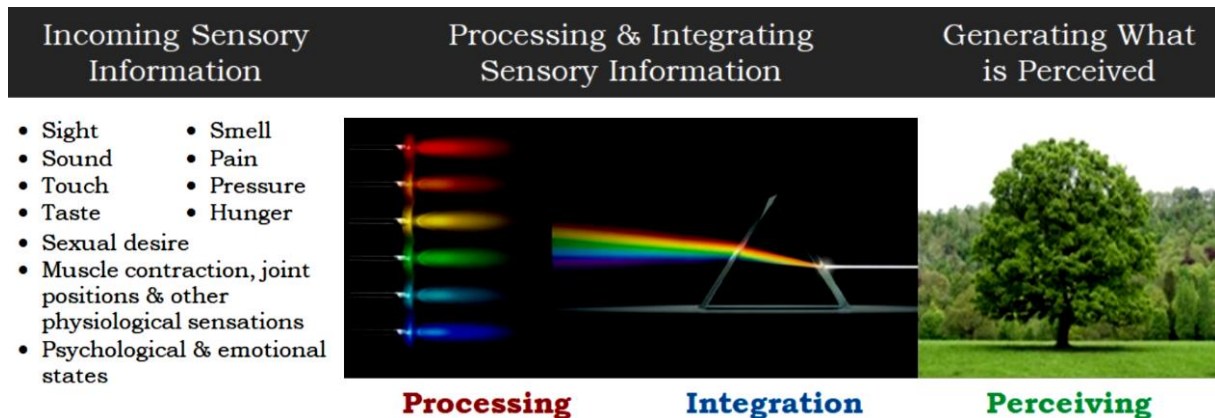 Incoming Sensory
Information
Processing & Integrating
Sensory Information
Generating What
is Perceived
• Sight
• Sound
• Touch
• Taste
• Smell
• Pain
• Pressure
• Hunger
• Sexual desire
• Muscle contraction, joint
positions & other
physiological sensations
• Psychological & emotional
states
Processing
Integration
Perceiving